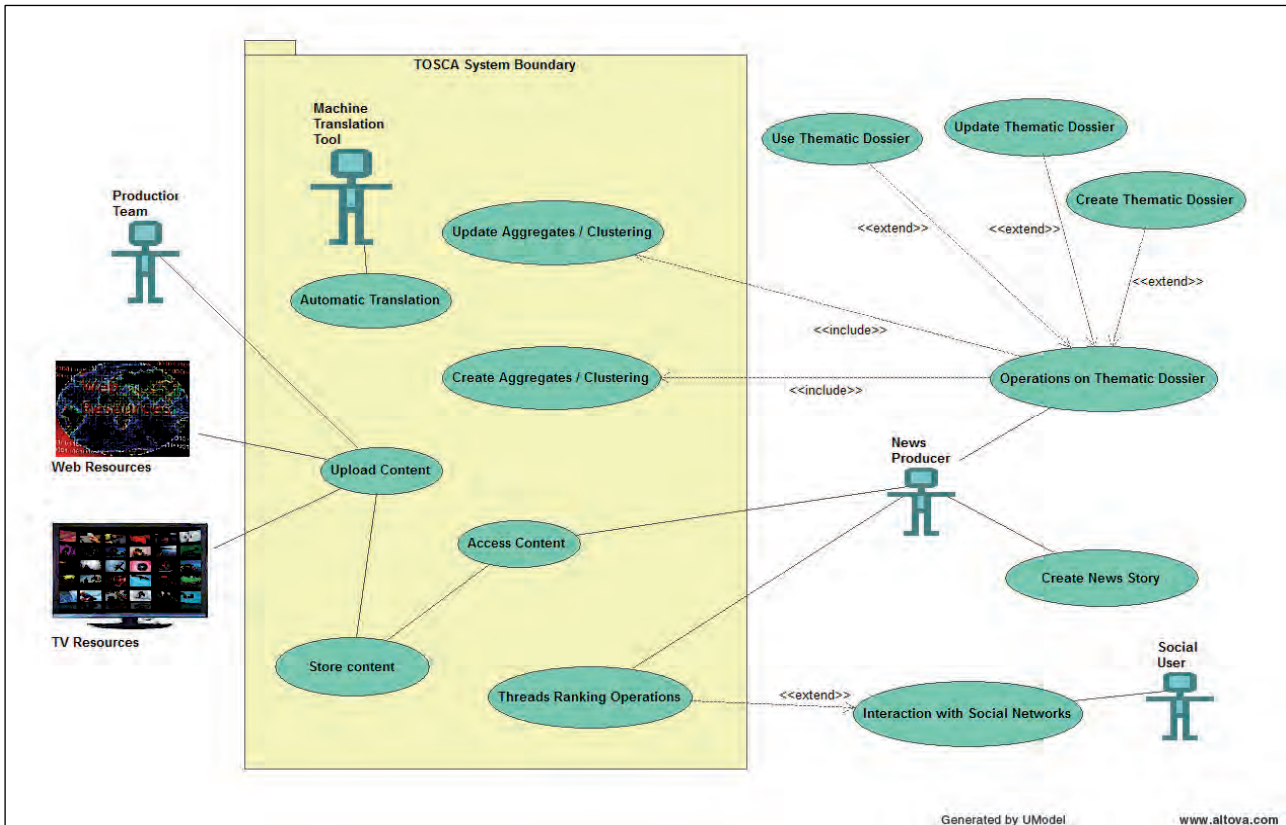 TOSCA System Boundary
Machine
Translation
Tool
Production
Team
Use Thematic Dossier
Update Thematic Dossier
Create Thematic Dossier
Update Aggregates / Clustering
<<extend>>
<<extend>>
<<extend>>
Automatic Translation
<<include>>
Create Aggregates / Clustering
<<include>>
Operations on Thematic Dossier
Web
Resources
Web Resources
Upload Content
News
Producer
Access Content
Create News Story
TV Resources
Store content
Social
User
Threads Ranking Operations
<<extend>>
Interaction with Social Networks
Generated by UModel
www.altova.com